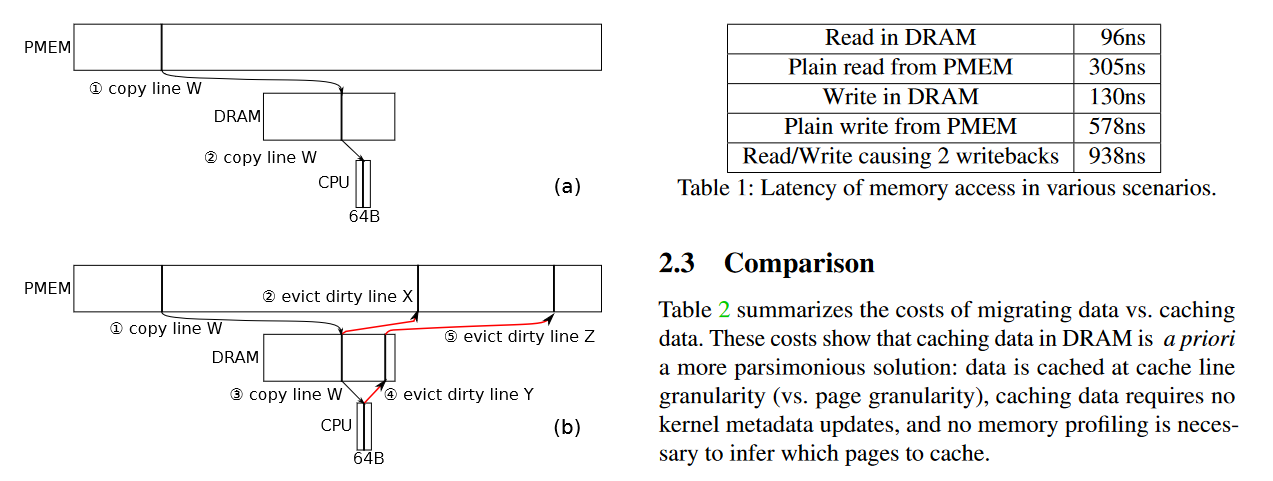 PMEM
① copy line W
DRAM
② copy line W
CPU
(a)
64B
PMEM
② evict dirty line X
① copy line W
⑤ evict dirty line Z
DRAM
③ copy line W
④ evict dirty line Y
CPU
(b)
64B
Read in DRAM 96ns
Plain read from PMEM 305ns
Write in DRAM 130ns
Plain write from PMEM 578ns
Read/Write causing 2 writebacks 938ns
Table 1: Latency of memory access in various scenarios.
2.3 Comparison
Table 2 summarizes the costs of migrating data vs. caching
data. These costs show that caching data in DRAM is a priori
a more parsimonious solution: data is cached at cache line
granularity (vs. page granularity), caching data requires no
kernel metadata updates, and no memory profiling is neces-
sary to infer which pages to cache.